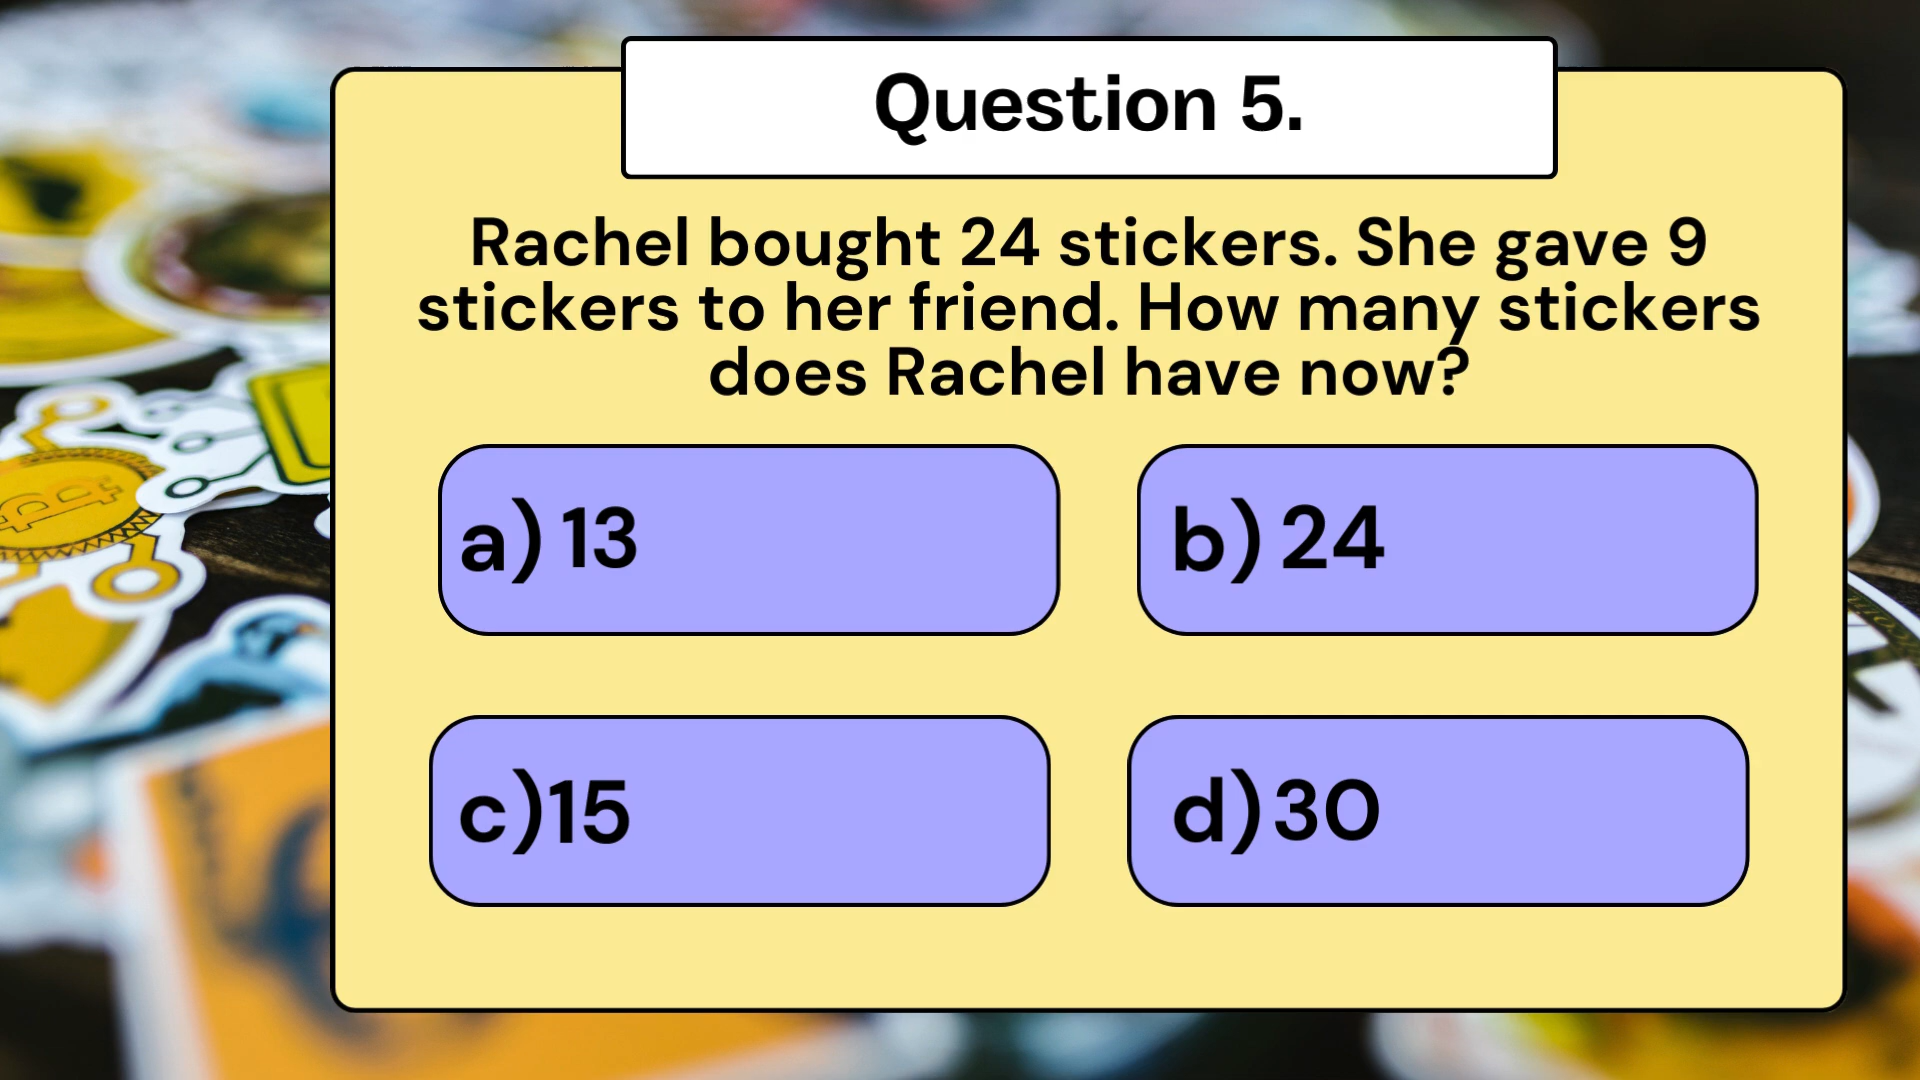 Question 5.
Rachel bought 24 stickers. She gave 9
stickers to her friend. How many stickers
does Rachel have now?
a) 13
b) 24
c) 15
d) 30